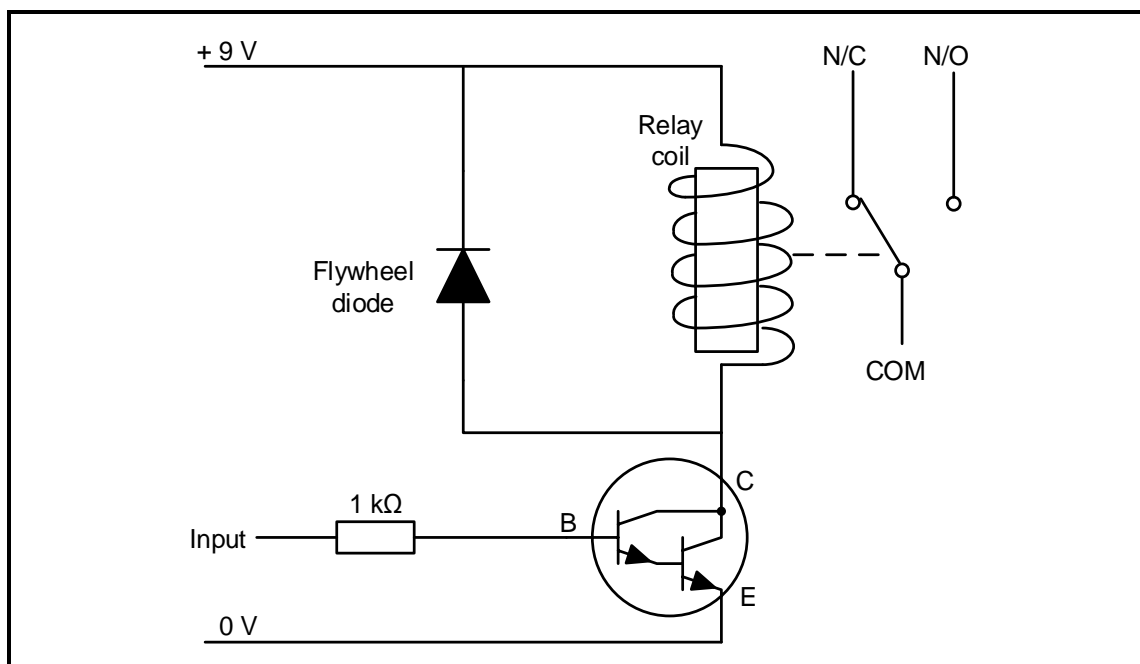 + 9 V
N/C
N/O
Relay
coil
Flywheel
diode
COM
C
1 kΩ
B
Input
E
0 V